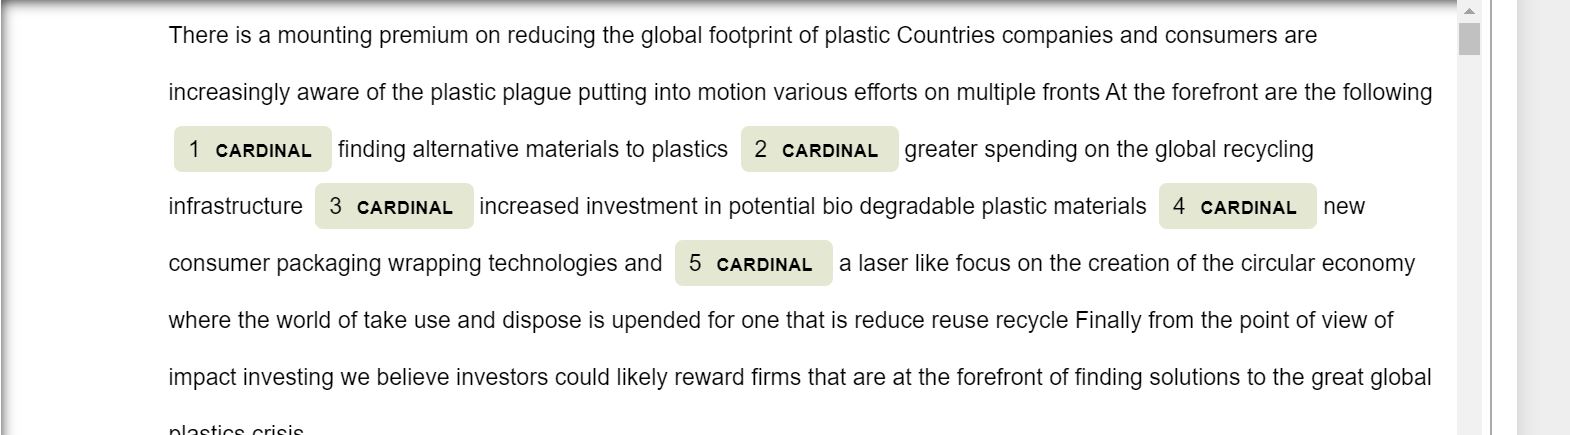 There is a mounting premium on reducing the global footprint of plastic Countries companies and consumers are
increasingly aware of the plastic plague putting into motion various efforts on multiple fronts At the forefront are the following
1 CARDINAL finding alternative materials to plastics 2 CARDINAL greater spending on the global recycling
infrastructure 3 CARDINAL increased investment in potential bio degradable plastic materials 4 CARDINAL new
consumer packaging wrapping technologies and 5 CARDINAL a laser like focus on the creation of the circular economy
where the world of take use and dispose is upended for one that is reduce reuse recycle Finally from the point of view of
impact investing we believe investors could likely reward firms that are at the forefront of finding solutions to the great global
plastics crisis